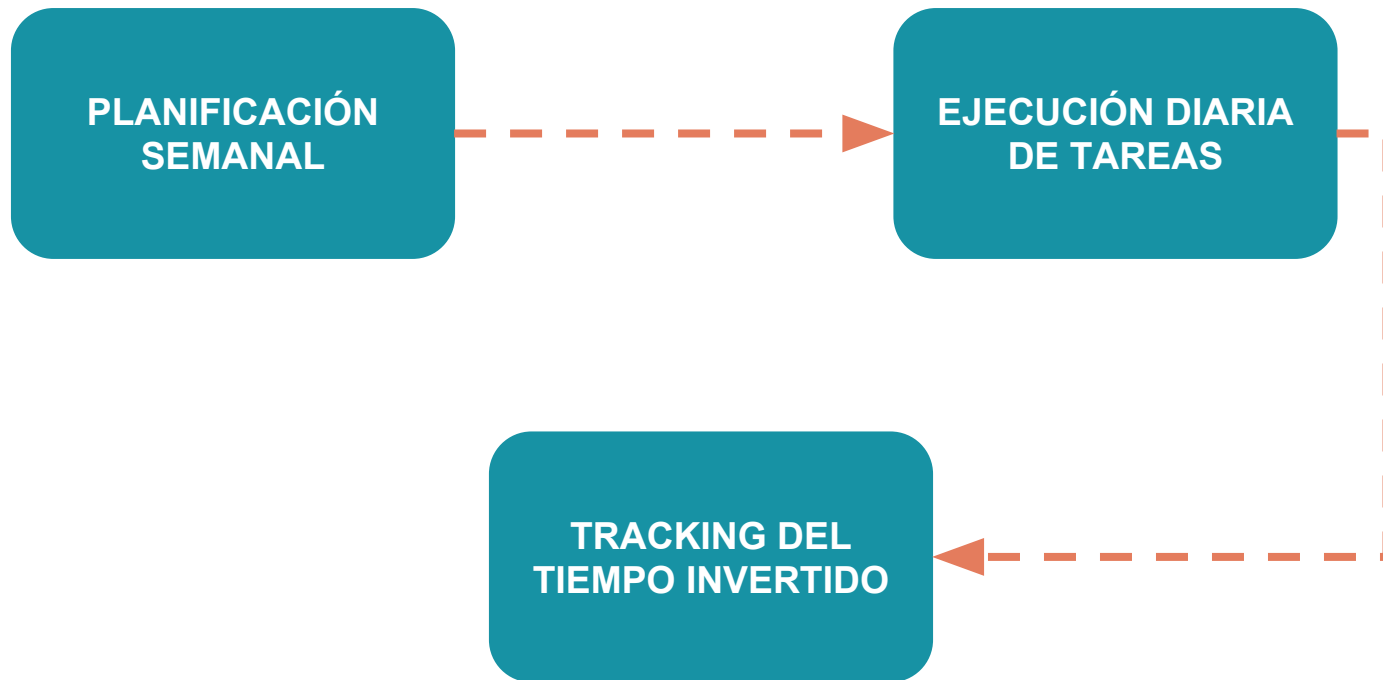 PLANIFICACIÓN
SEMANAL
EJECUCIÓN DIARIA
DE TAREAS
TRACKING DEL
TIEMPO INVERTIDO